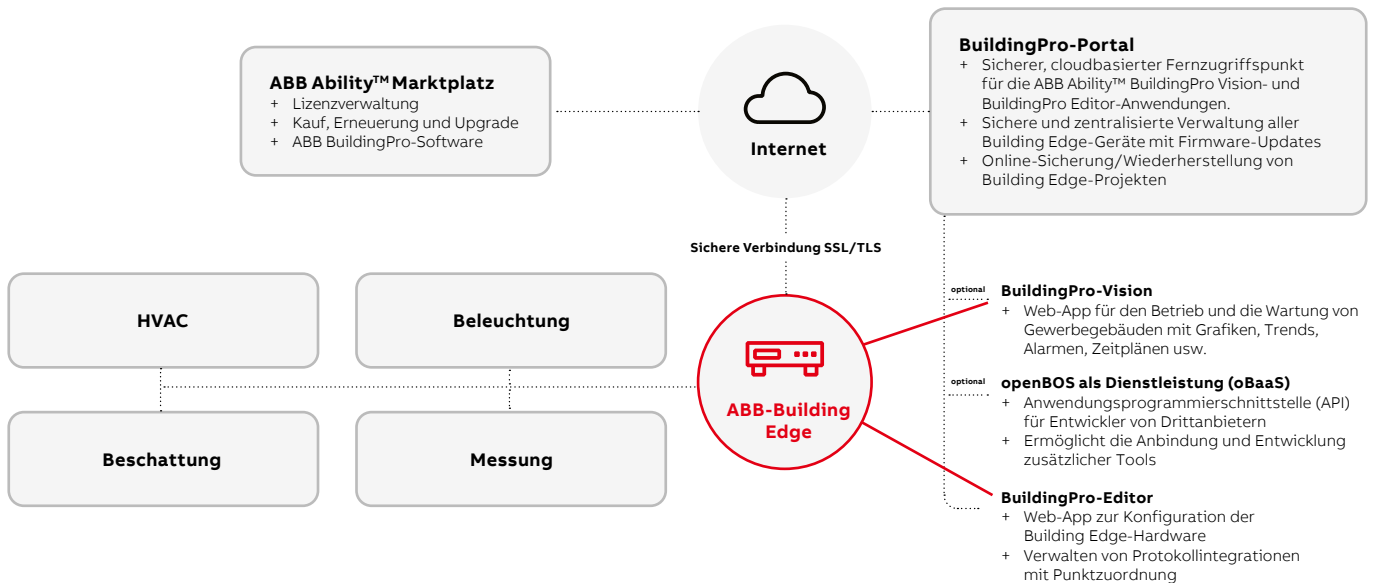 ABB Ability™ Marktplatz
+ Lizenzverwaltung
+ Kauf, Erneuerung und Upgrade
+ ABB BuildingPro-Software
Internet
BuildingPro-Portal
+ Sicherer, cloudbasierter Fernzugriffspunkt
für die ABB Ability™ BuildingPro Vision- und
BuildingPro Editor-Anwendungen.
+ Sichere und zentralisierte Verwaltung aller
Building Edge-Geräte mit Firmware-Updates
+ Online-Sicherung/Wiederherstellung von
Building Edge-Projekten
Sichere Verbindung SSL/TLS
HVAC
Beleuchtung
Beschattung
Messung
ABB-Building
Edge
optional
BuildingPro-Vision
+ Web-App für den Betrieb und die Wartung von
Gewerbegebäuden mit Grafiken, Trends,
Alarmen, Zeitplänen usw.
optional
openBOS als Dienstleistung (oBaaS)
+ Anwendungsprogrammierschnittstelle (API)
für Entwickler von Drittanbietern
+ Ermöglicht die Anbindung und Entwicklung
zusätzlicher Tools
BuildingPro-Editor
+ Web-App zur Konfiguration der
Building Edge-Hardware
+ Verwalten von Protokollintegrationen
mit Punktzuordnung